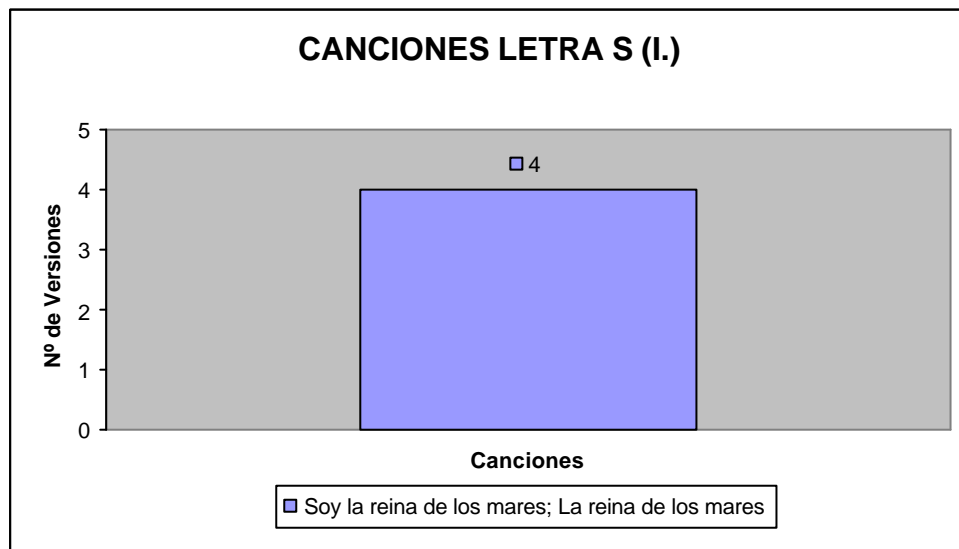 CANCIONES LETRA S (I.)
5
4
3
2
1
0
Nº de Versiones
4
Canciones
Soy la reina de los mares; La reina de los mares